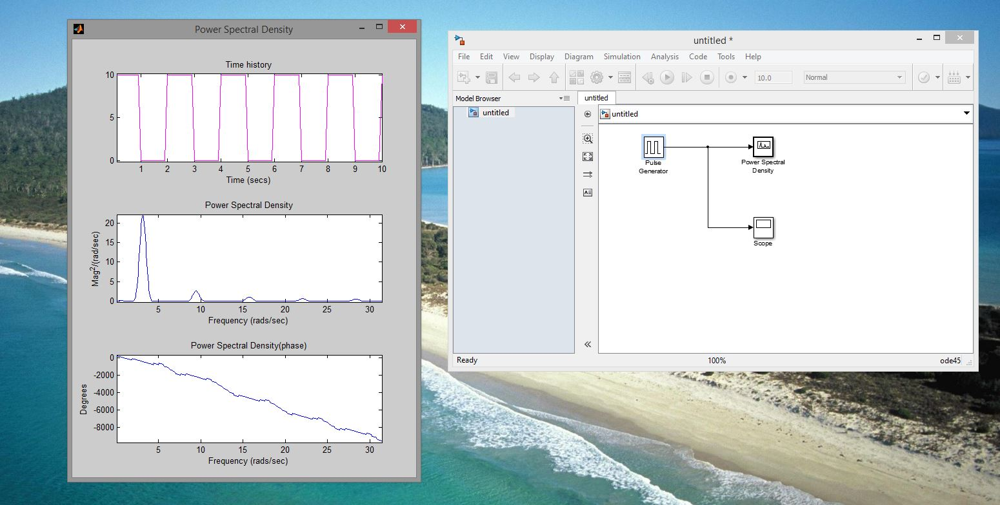 Power Spectral Density
Time history
10
5
0
1 2 3 4 5 6 7 8 9 10
Time (secs)
Power Spectral Density
20
15
10
5
0
Mag2/(rad/sec)
5 10 15 20 25 30
Frequency (rads/sec)
Power Spectral Density(phase)
0
-2000
-4000
-6000
-8000
Degrees
5 10 15 20 25 30
Frequency (rads/sec)
untitled *
File Edit View Display Diagram Simulation Analysis Code Tools Help
10.0 Normal
Model Browser
untitled
untitled
untitled
Pulse
Generator
Power Spectral
Density
Scope
Ready 100% ode45